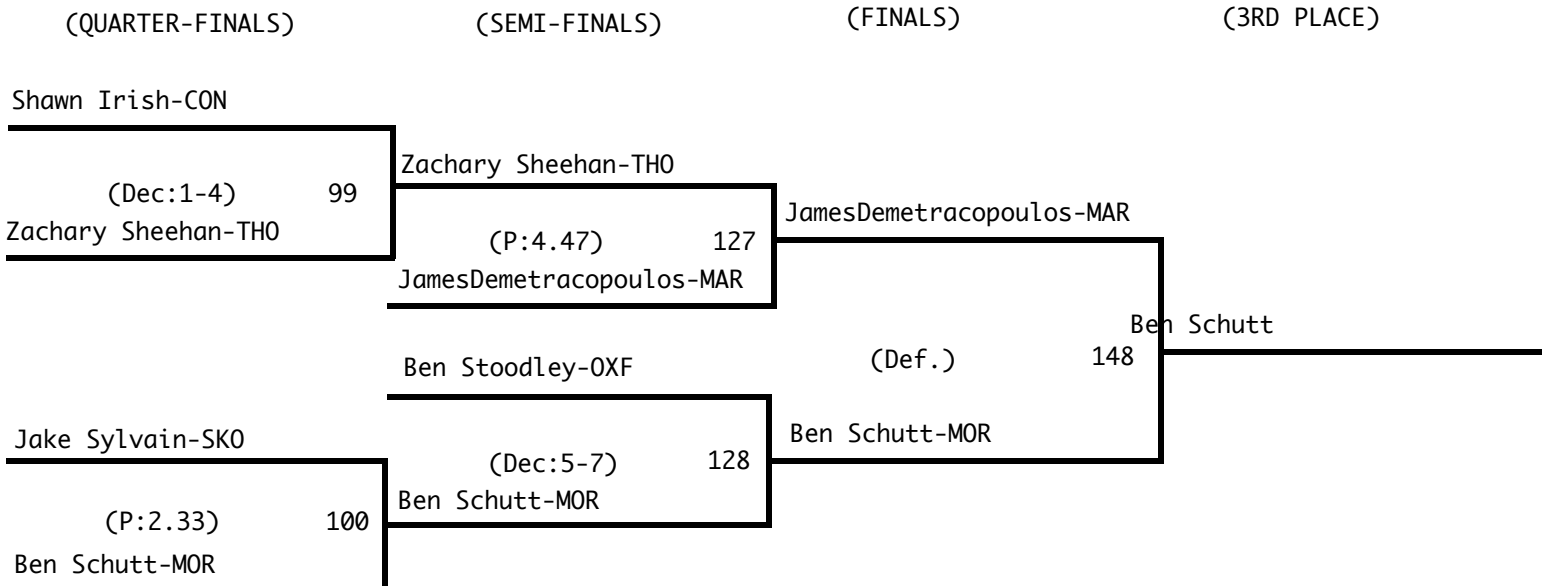 (QUARTER-FINALS) (SEMI-FINALS) (FINALS) (3RD PLACE)
Shawn Irish-CON
Zachary Sheehan-THO
(Dec:1-4) 99
JamesDemetracopoulos-MAR
Zachary Sheehan-THO
(P:4.47) 127
JamesDemetracopoulos-MAR
Ben Schutt
Ben Stoodley-OXF
(Def.) 148
Jake Sylvain-SKO
Ben Schutt-MOR
(Dec:5-7) 128
Ben Schutt-MOR
(P:2.33) 100
Ben Schutt-MOR